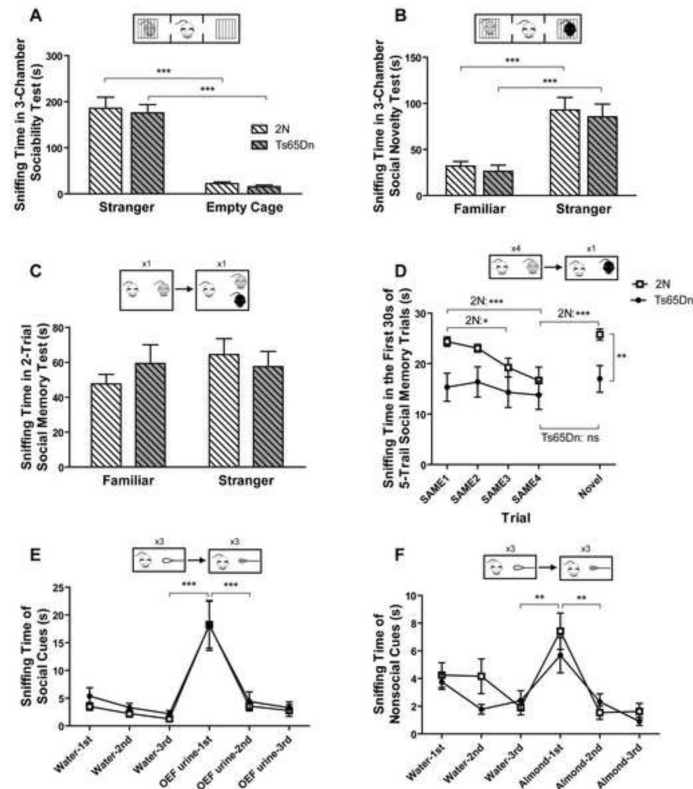 A
Sniffing Time in 3-Chamber
Sociability Test (s)
300
200
100
0
***
***
2N
Ts65Dn
Stranger
Empty Cage
B
Sniffing Time in 3-Chamber
Social Novelty Test (s)
150
100
50
0
***
***
Familiar
Stranger
C
x1
x1
Sniffing Time in 2-Trial
Social Memory Test (s)
80
60
40
20
0
Familiar
Stranger
D
x4
x1
2N
Ts65Dn
Sniffing Time in the First 30s of
5-Trail Social Memory Trials (s)
30
20
10
0
2N:***
2N:*
2N:***
**
Ts65Dn: ns
SAME1
SAME2
SAME3
SAME4
Novel
Trial
E
x3
x3
Sniffing Time of
Social Cues (s)
25
20
15
10
5
0
***
***
Water-1st
Water-2nd
Water-3rd
OEF urine-1st
OEF urine-2nd
OEF urine-3rd
F
x3
x3
Sniffing Time of
Nonsocial Cues (s)
10
8
6
4
2
0
**
**
Water-1st
Water-2nd
Water-3rd
Almond-1st
Almond-2nd
Almond-3rd